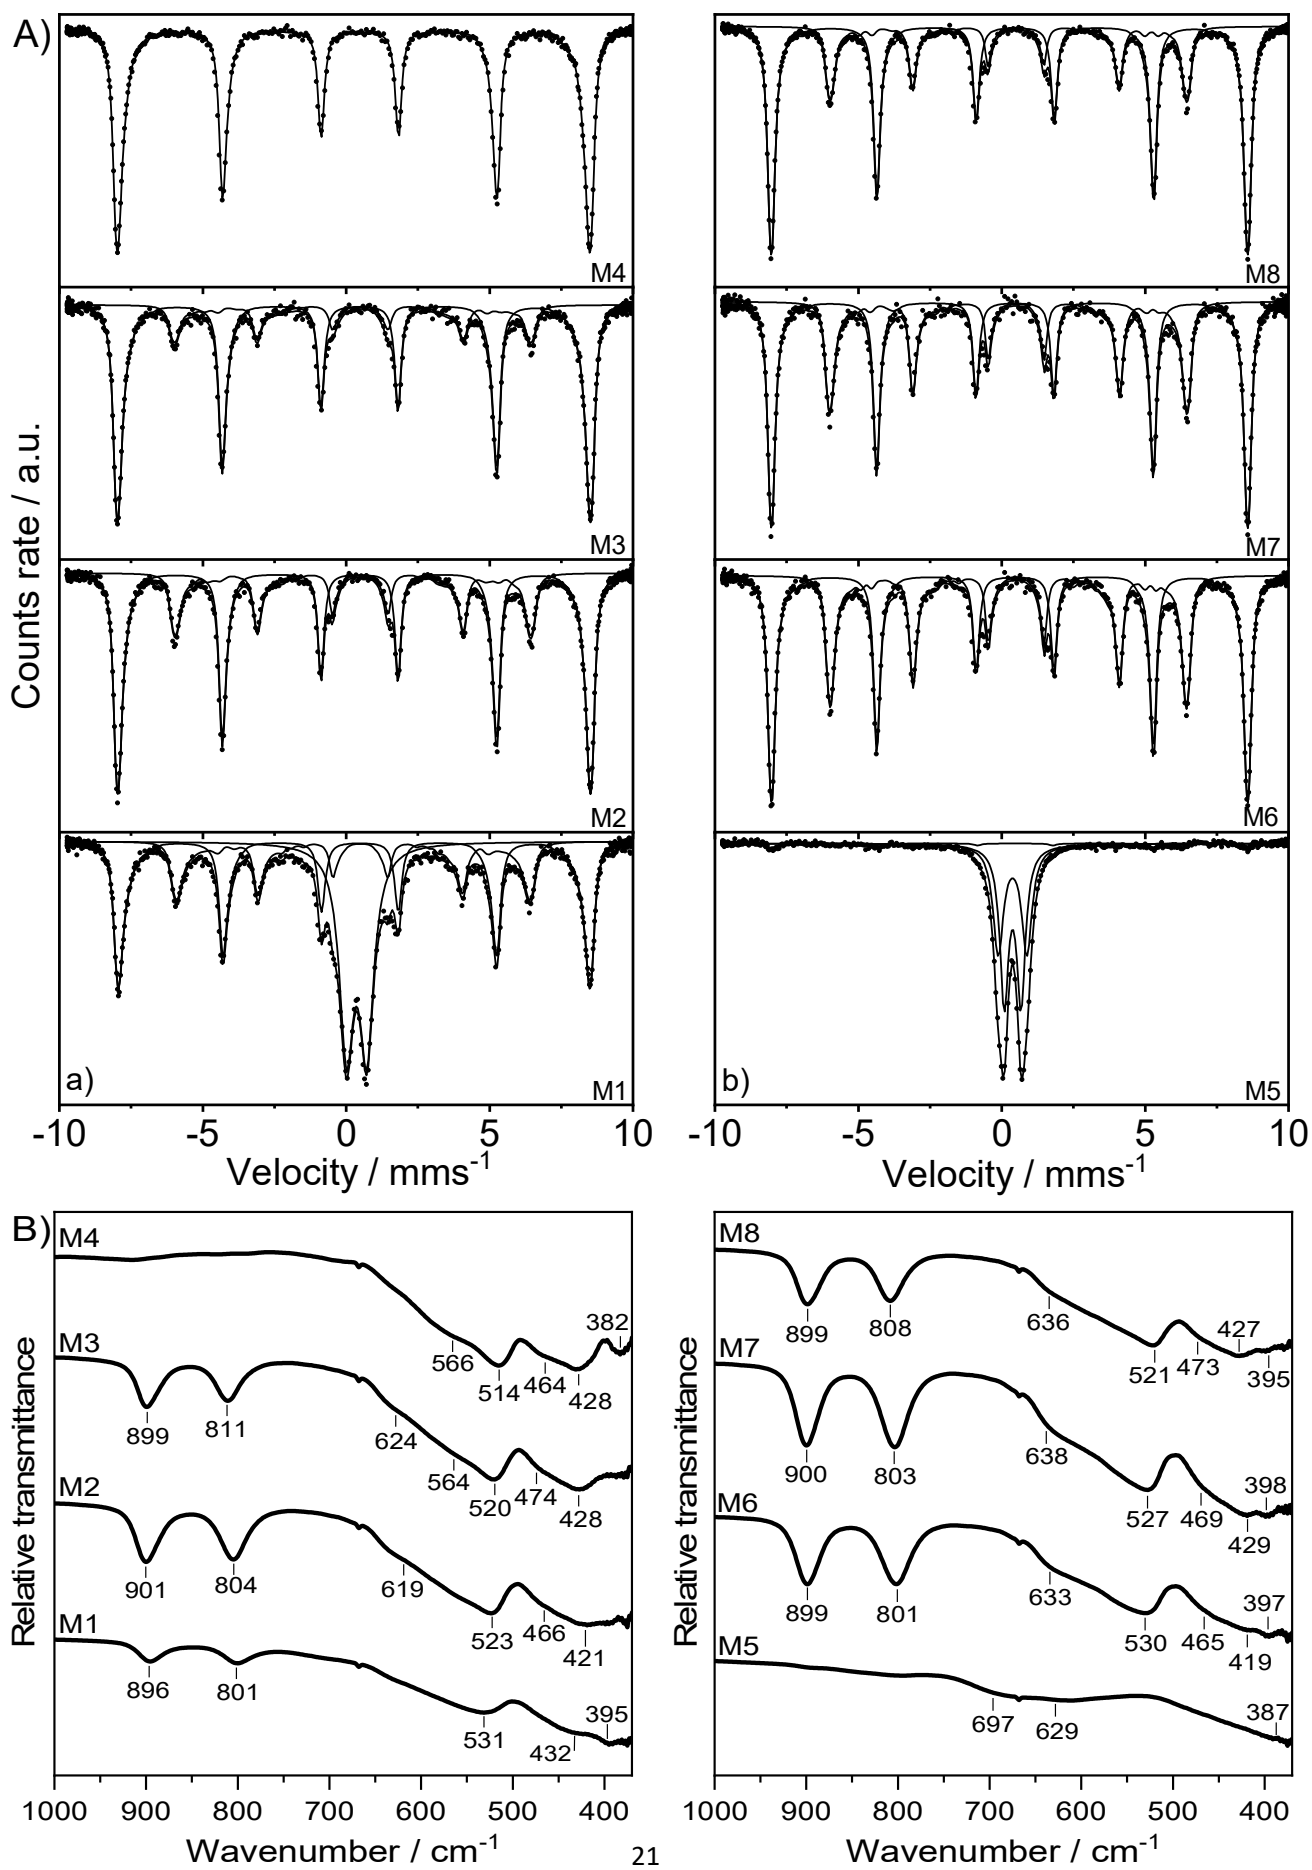 A)
Counts rate / a.u.
M4
M3
M2
a)
M1
-10
-5
0
5
10
Velocity / mms-1
M8
M7
M6
b)
M5
-10
-5
0
5
10
Velocity / mms-1
B)
Relative transmittance
M4
382
566
514
464
428
M3
899
811
624
564
520
474
428
M2
901
804
619
523
466
421
M1
896
801
531
432
395
1000
900
800
700
600
500
400
Wavenumber / cm-1
Relative transmittance
M8
899
808
636
521
473
427
395
M7
900
803
638
527
469
429
398
M6
899
801
633
530
465
419
397
M5
697
629
387
1000
900
800
700
600
500
400
Wavenumber / cm-1
21